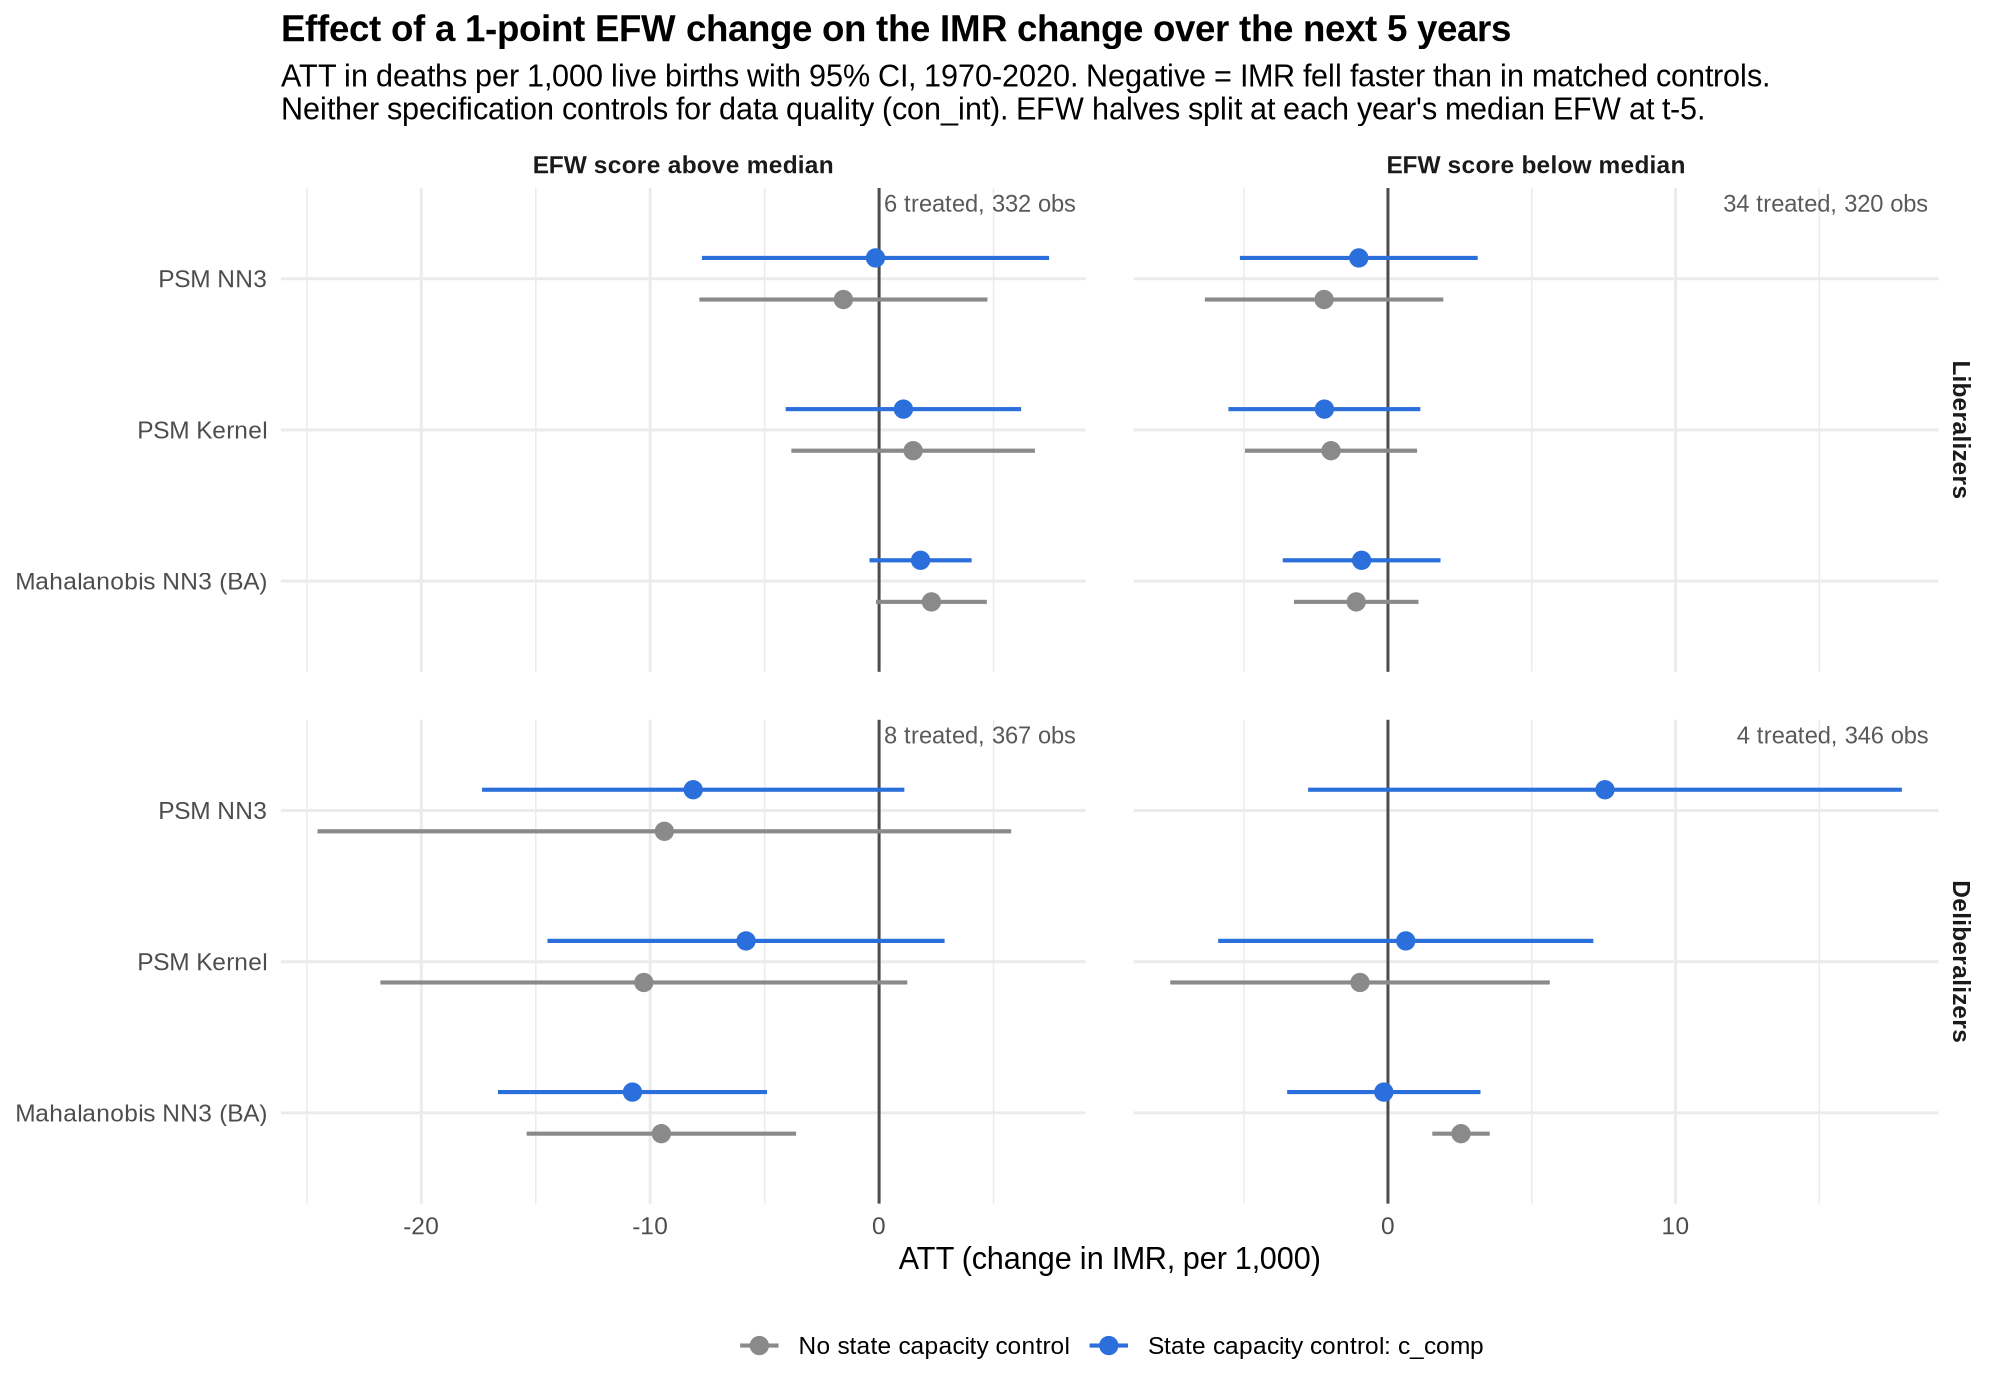 Effect of a 1-point EFW change on the IMR change over the next 5 years
ATT in deaths per 1,000 live births with 95% CI, 1970-2020. Negative = IMR fell faster than in matched controls.
Neither specification controls for data quality (con_int). EFW halves split at each year's median EFW at t-5.
EFW score above median
EFW score below median
6 treated, 332 obs
34 treated, 320 obs
PSM NN3
PSM Kernel
Mahalanobis NN3 (BA)
Liberalizers
8 treated, 367 obs
4 treated, 346 obs
PSM NN3
PSM Kernel
Mahalanobis NN3 (BA)
Deliberalizers
-20 -10 0 0 10
ATT (change in IMR, per 1,000)
No state capacity control State capacity control: c_comp